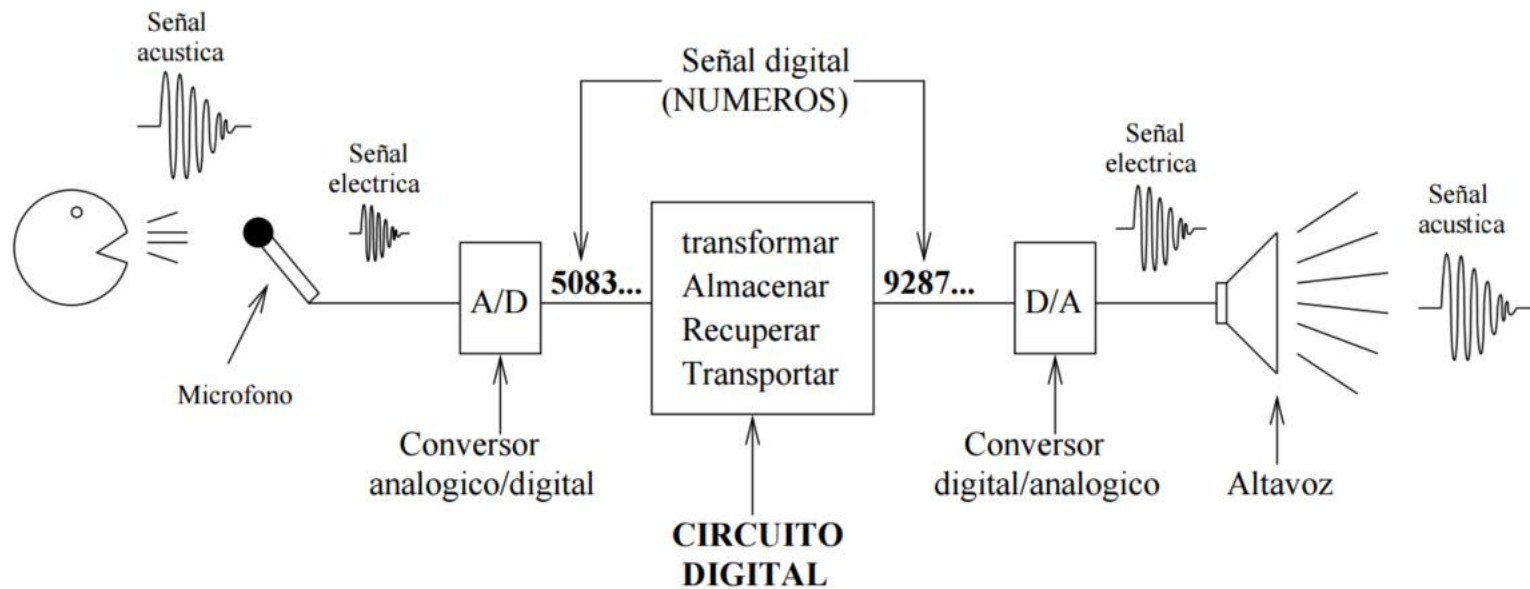 Señal
acustica
Señal
electrica
Microfono
A/D
Conversor
analogico/digital
5083...
Señal digital
(NUMEROS)
transformar
Almacenar
Recuperar
Transportar
CIRCUITO
DIGITAL
9287...
D/A
Conversor
digital/analogico
Señal
electrica
Altavoz
Señal
acustica